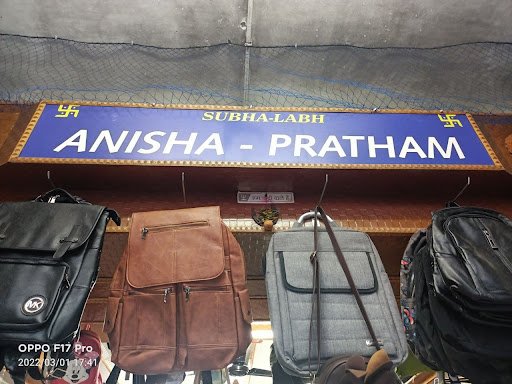 SUBHA-LABH
ANISHA - PRATHAM
MK
OPPO F17 Pro
2022/03/01 17:41